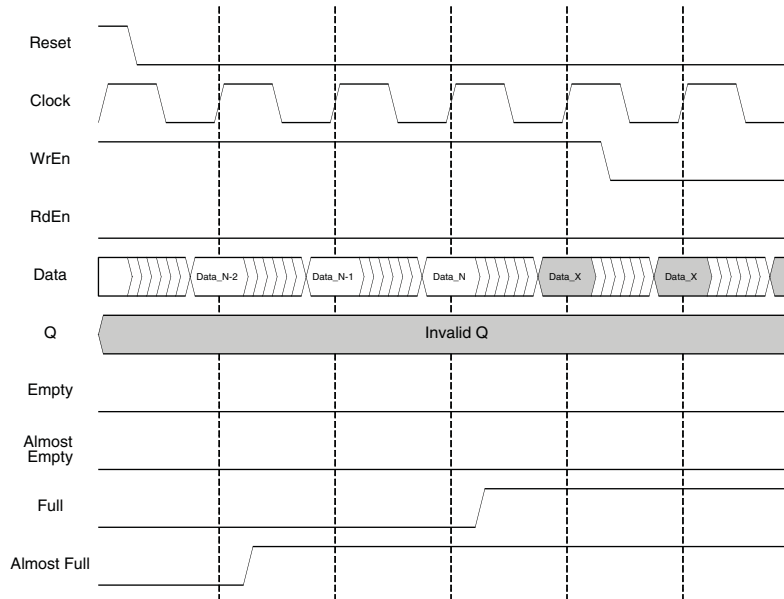 Reset
Clock
WrEn
RdEn
Data
Data_N-2
Data_N-1
Data_N
Data_X
Data_X
Q
Invalid Q
Empty
Almost
Empty
Full
Almost Full